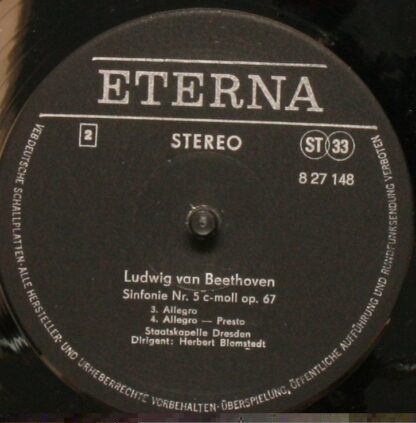 ETERNA
2
STEREO
ST 33
8 27 148
Ludwig van Beethoven
Sinfonie Nr. 5 c-moll op. 67
3. Allegro
4. Allegro — Presto
Staatskapelle Dresden
Dirigent: Herbert Blomstedt
VEB DEUTSCHE SCHALLPLATTEN·ALLE HERSTELLER- UND URHEBERRECHTE VORBEHALTEN·ÜBERSPIELUNG, ÖFFENTLICHE AUFFÜHRUNG UND RUNDFUNKSENDUNG VERBOTEN